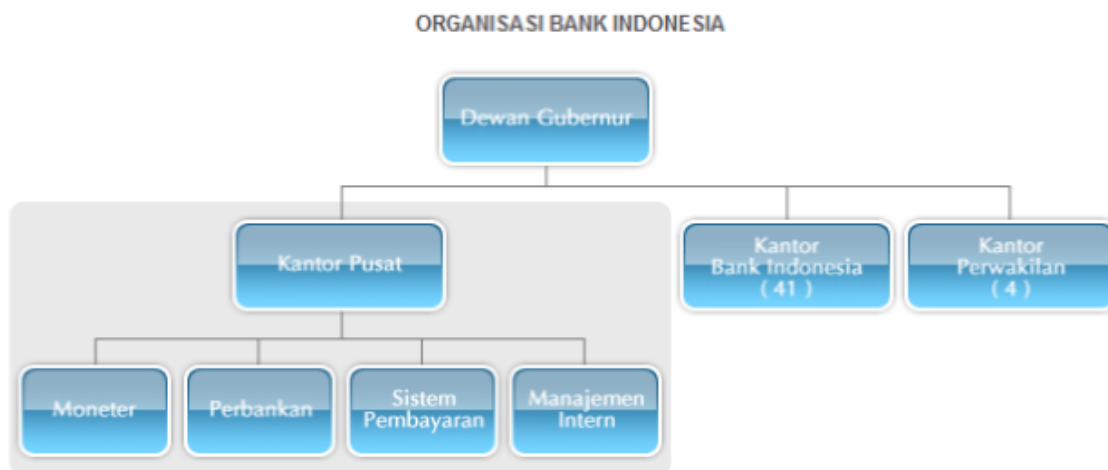 ORGANISASI BANK INDONESIA
Dewan Gubernur
Kantor Pusat
Kantor
Bank Indonesia
( 41 )
Kantor
Perwakilan
( 4 )
Moneter
Perbankan
Sistem
Pembayaran
Manajemen
Intern